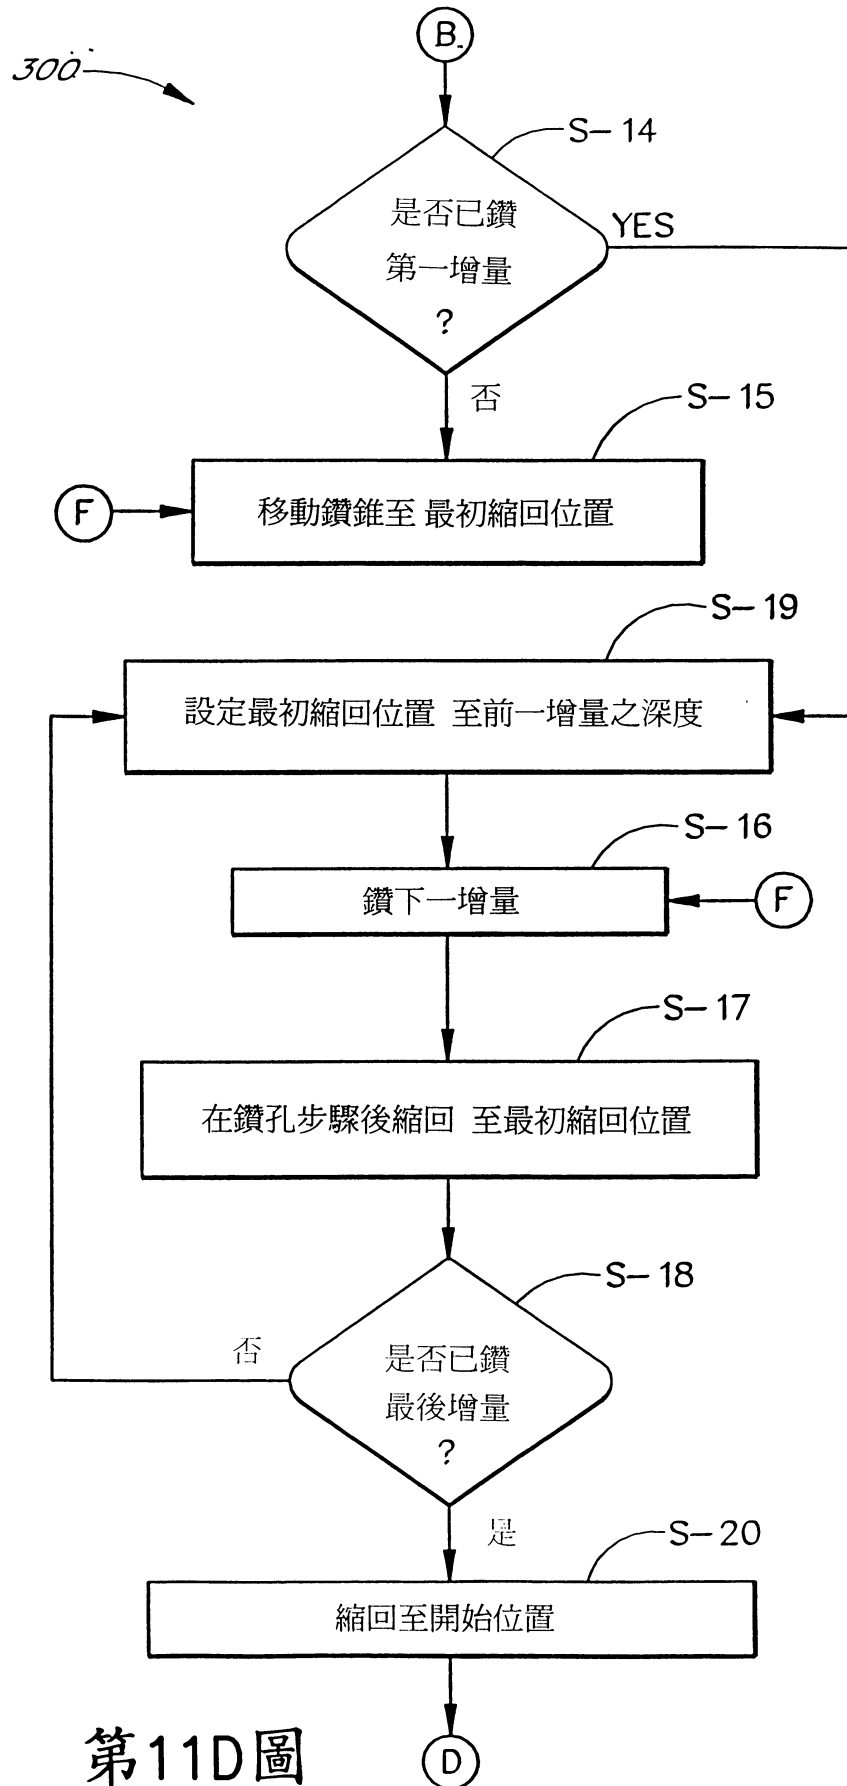 B
300
S-14
是否已鑽
第一增量
?
YES
否
S-15
F
移動鑽錐至 最初縮回位置
S-19
設定最初縮回位置 至前一增量之深度
S-16
鑽下一增量
F
S-17
在鑽孔步驟後縮回 至最初縮回位置
S-18
否
是否已鑽
最後增量
?
是
S-20
縮回至開始位置
第11D圖
D